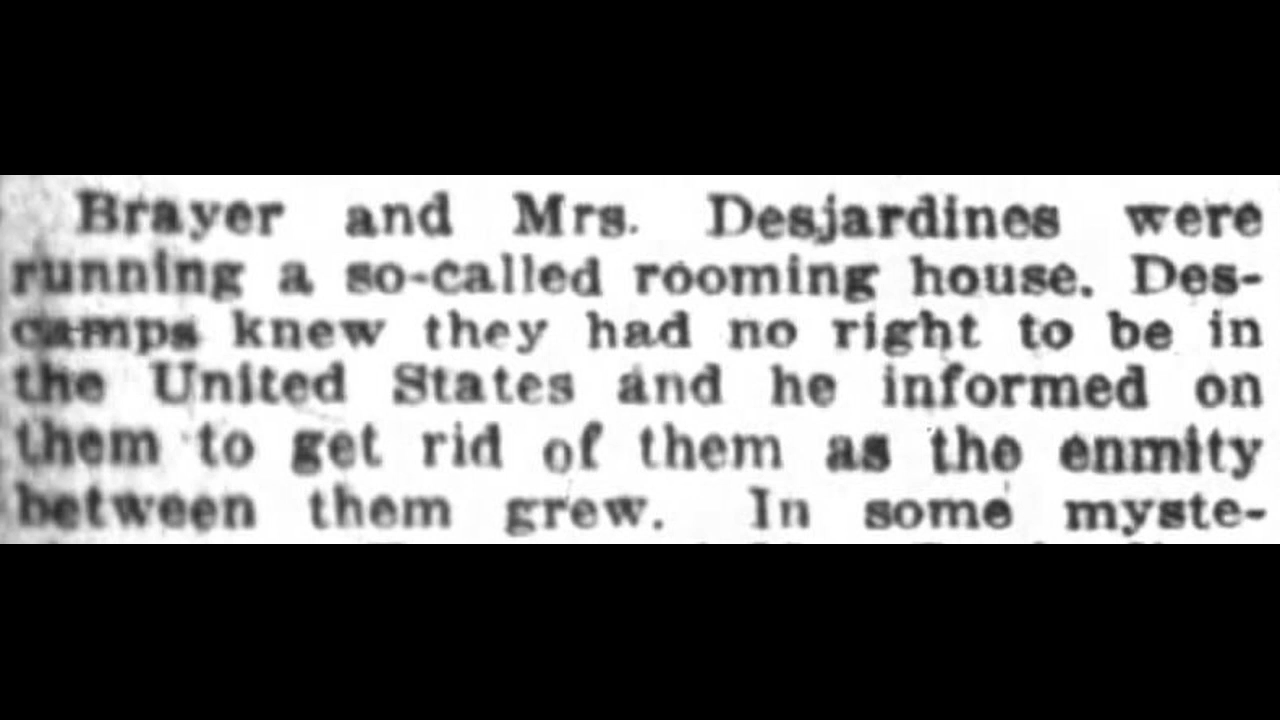 Brayer and Mrs. Desjardines were
running a so-called rooming house. Des-
camps knew they had no right to be in
the United States and he informed on
them to get rid of them as the enmity
between them grew. In some myste-